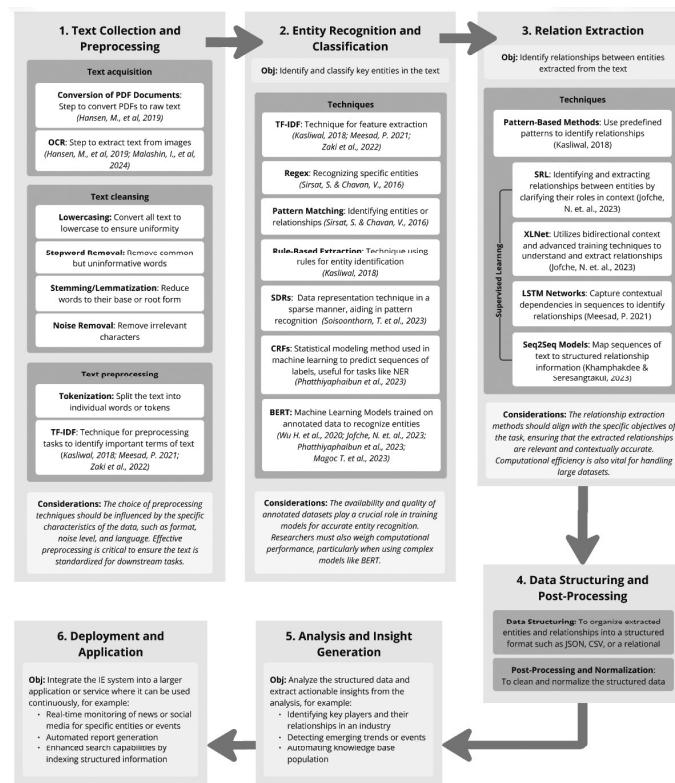 1. Text Collection and
Preprocessing
Text acquisition
Conversion of PDF Documents:
Step to convert PDFs to raw text
(Hansen, M., et al, 2019)
OCR: Step to extract text from images
(Hansen, M., et al, 2019; Malashin, I., et al,
2024)
Text cleansing
Lowercasing: Convert all text to
lowercase to ensure uniformity
Stopword Removal: Remove common
but uninformative words
Stemming/Lemmatization: Reduce
words to their base or root form
Noise Removal: Remove irrelevant
characters
Text preprocessing
Tokenization: Split the text into
individual words or tokens
TF-IDF: Technique for preprocessing
tasks to identify important terms of text
(Kasliwal, 2018; Meesad, P. 2021;
Zaki et al., 2022)
Considerations: The choice of preprocessing
techniques should be influenced by the specific
characteristics of the data, such as format,
noise level, and language. Effective
preprocessing is critical to ensure the text is
standardized for downstream tasks.
2. Entity Recognition and
Classification
Obj: Identify and classify key entities in the text
Techniques
TF-IDF: Technique for feature extraction
(Kasliwal, 2018; Meesad, P. 2021;
Zaki et al., 2022)
Regex: Recognizing specific entities
(Sirsat, S. & Chavan, V., 2016)
Pattern Matching: Identifying entities or
relationships (Sirsat, S. & Chavan, V., 2016)
Rule-Based Extraction: Technique using
rules for entity identification
(Kasliwal, 2018)
SDRs: Data representation technique in a
sparse manner, aiding in pattern
recognition (Soisoonthorn, T. et al., 2023)
CRFs: Statistical modeling method used in
machine learning to predict sequences of
labels, useful for tasks like NER
(Phatthiyaphaibun et al., 2023)
BERT: Machine Learning Models trained on
annotated data to recognize entities
(Wu H. et al., 2020; Jofche, N. et. al., 2023;
Phatthiyaphaibun et al., 2023;
Magoc T. et al., 2023)
Considerations: The availability and quality of
annotated datasets play a crucial role in training
models for accurate entity recognition.
Researchers must also weigh computational
performance, particularly when using complex
models like BERT.
3. Relation Extraction
Obj: Identify relationships between entities
extracted from the text
Techniques
Pattern-Based Methods: Use predefined
patterns to identify relationships
(Kasliwal, 2018)
Supervised Learning
SRL: Identifying and extracting
relationships between entities by
clarifying their roles in context (Jofche,
N. et. al., 2023)
XLNet: Utilizes bidirectional context
and advanced training techniques to
understand and extract relationships
(Jofche, N. et. al., 2023)
LSTM Networks: Capture contextual
dependencies in sequences to identify
relationships (Meesad, P. 2021)
Seq2Seq Models: Map sequences of
text to structured relationship
information (Khamphakdee &
Seresangtakul, 2023)
Considerations: The relationship extraction
methods should align with the specific objectives of
the task, ensuring that the extracted relationships
are relevant and contextually accurate.
Computational efficiency is also vital for handling
large datasets.
4. Data Structuring and
Post-Processing
Data Structuring: To organize extracted
entities and relationships into a structured
format such as JSON, CSV, or a relational
Post-Processing and Normalization:
To clean and normalize the structured data
5. Analysis and Insight
Generation
Obj: Analyze the structured data and
extract actionable insights from the
analysis, for example:
• Identifying key players and their
relationships in an industry
• Detecting emerging trends or events
• Automating knowledge base
population
6. Deployment and
Application
Obj: Integrate the IE system into a larger
application or service where it can be used
continuously, for example:
• Real-time monitoring of news or social
media for specific entities or events
• Automated report generation
• Enhanced search capabilities by
indexing structured information